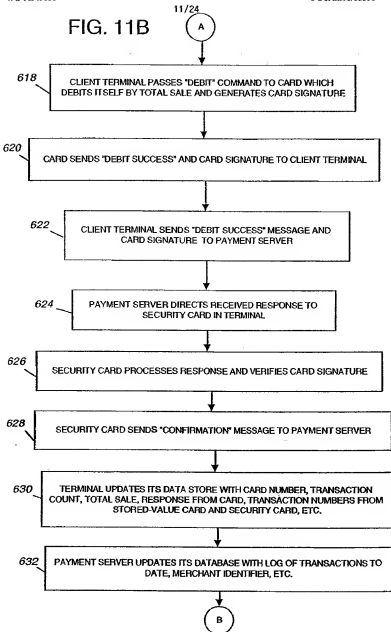 11/24
FIG. 11B
A
618
CLIENT TERMINAL PASSES "DEBIT" COMMAND TO CARD WHICH
DEBITS ITSELF BY TOTAL SALE AND GENERATES CARD SIGNATURE
620
CARD SENDS "DEBIT SUCCESS" AND CARD SIGNATURE TO CLIENT TERMINAL
622
CLIENT TERMINAL SENDS "DEBIT SUCCESS" MESSAGE AND
CARD SIGNATURE TO PAYMENT SERVER
624
PAYMENT SERVER DIRECTS RECEIVED RESPONSE TO
SECURITY CARD IN TERMINAL
626
SECURITY CARD PROCESSES RESPONSE AND VERIFIES CARD SIGNATURE
628
SECURITY CARD SENDS "CONFIRMATION" MESSAGE TO PAYMENT SERVER
630
TERMINAL UPDATES ITS DATA STORE WITH CARD NUMBER, TRANSACTION
COUNT, TOTAL SALE, RESPONSE FROM CARD, TRANSACTION NUMBERS FROM
STORED-VALUE CARD AND SECURITY CARD, ETC.
632
PAYMENT SERVER UPDATES ITS DATABASE WITH LOG OF TRANSACTIONS TO
DATE, MERCHANT IDENTIFIER, ETC.
B